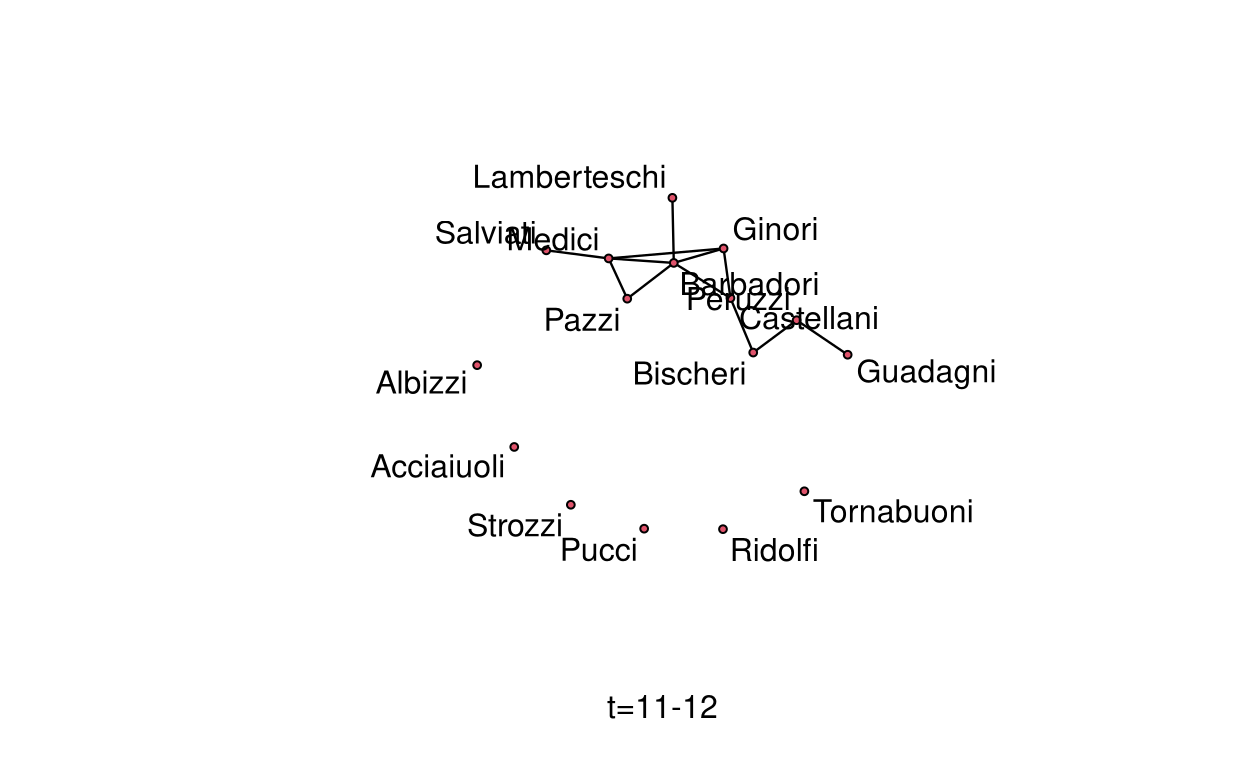 Lamberteschi
Salviati
Medici
Ginori
Barbadori
Peruzzi
Castellani
Pazzi
Bischeri
Guadagni
Albizzi
Acciaiuoli
Tornabuoni
Strozzi
Pucci
Ridolfi
t=11-12